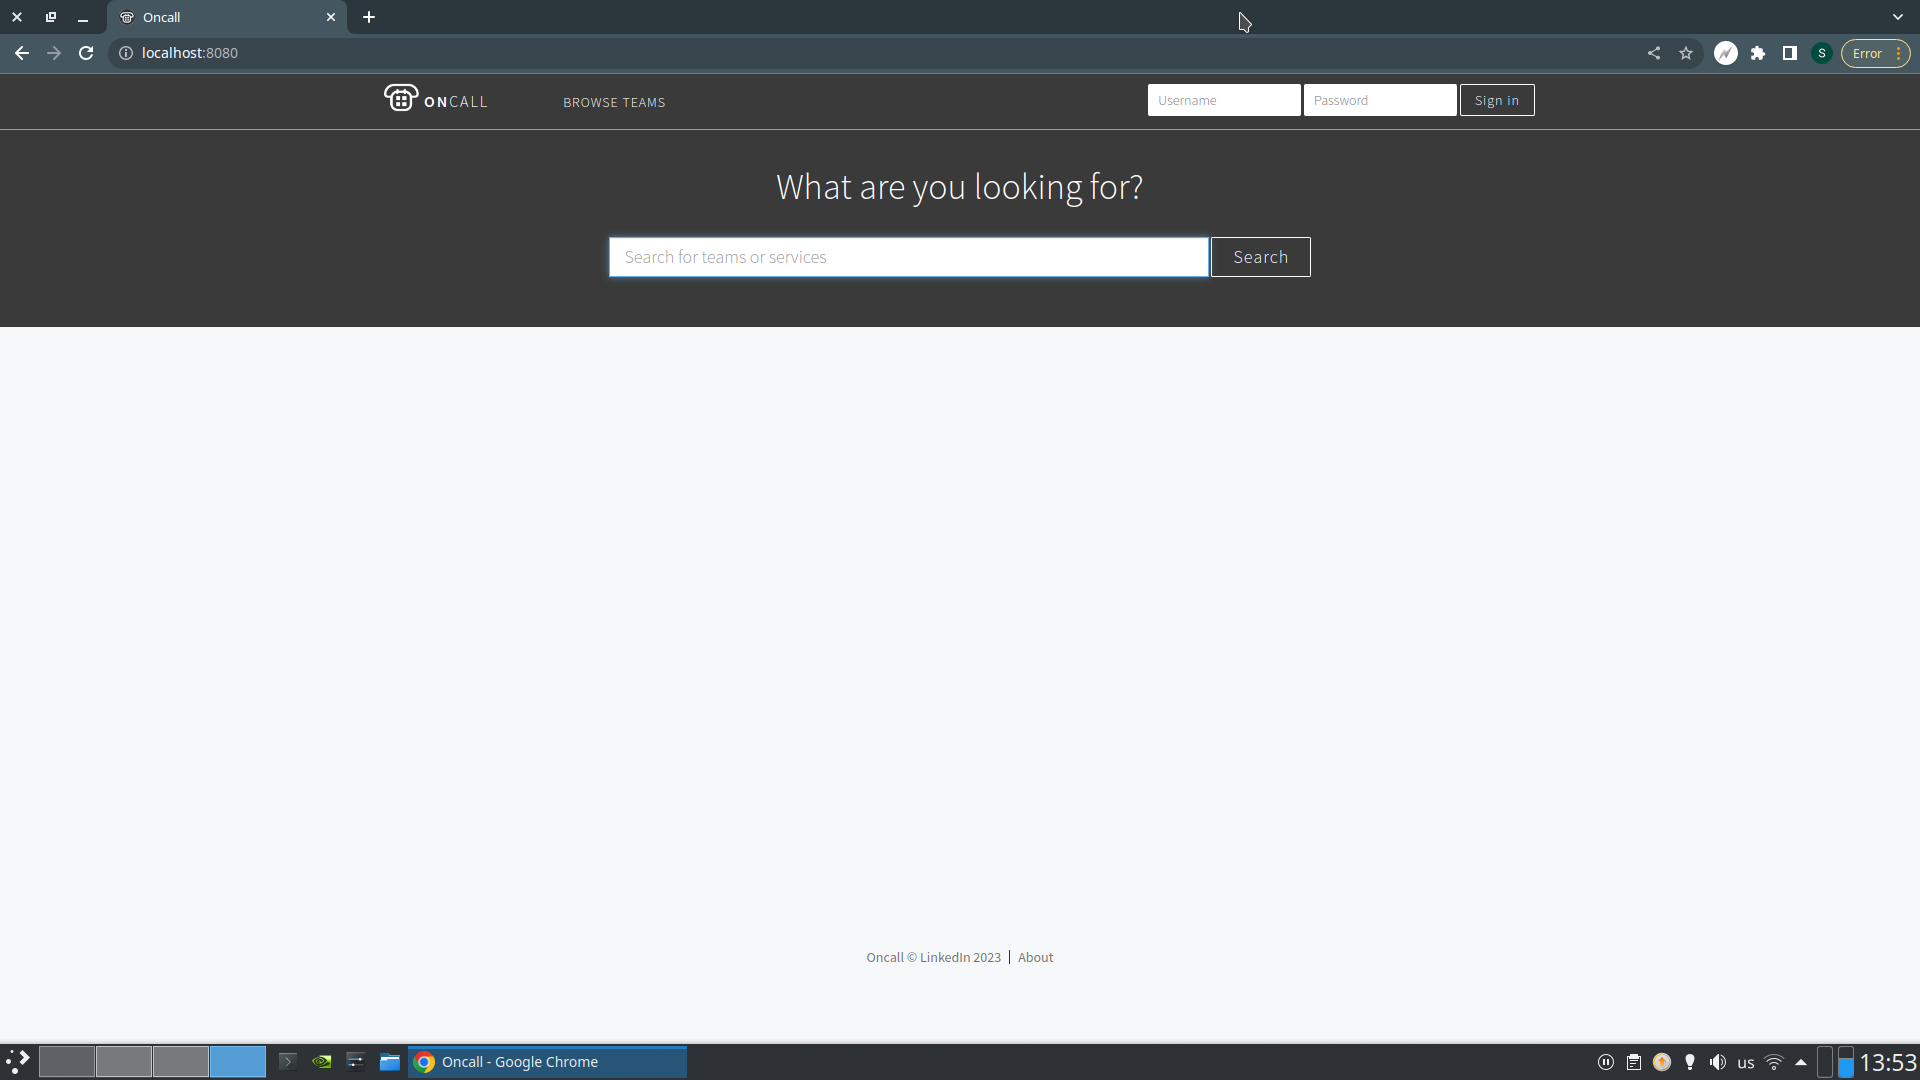 Oncall
localhost:8080
S
Error
ONCALL
BROWSE TEAMS
Username
Password
Sign in
What are you looking for?
Search for teams or services
Search
Oncall © LinkedIn 2023 | About
Oncall - Google Chrome
us
13:53